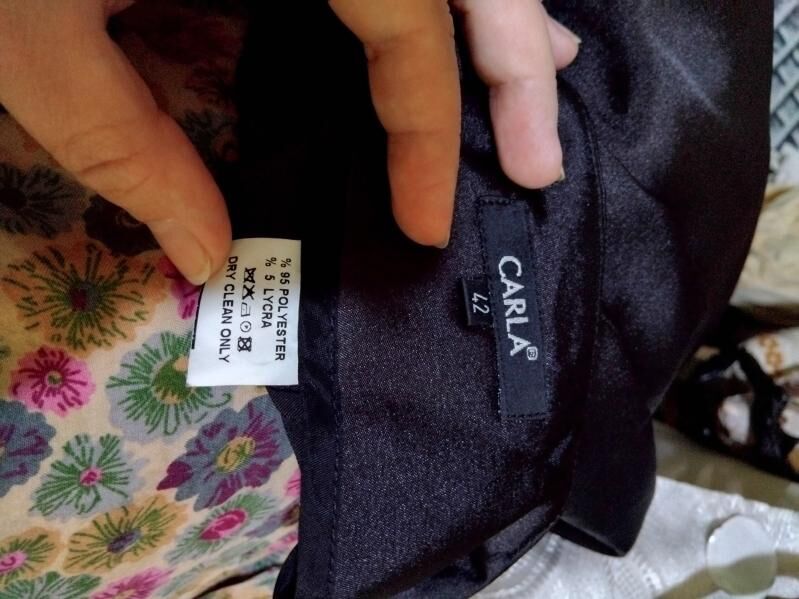 CARLA®
42
% 95 POLYESTER
% 5 LYCRA
DRY CLEAN ONLY